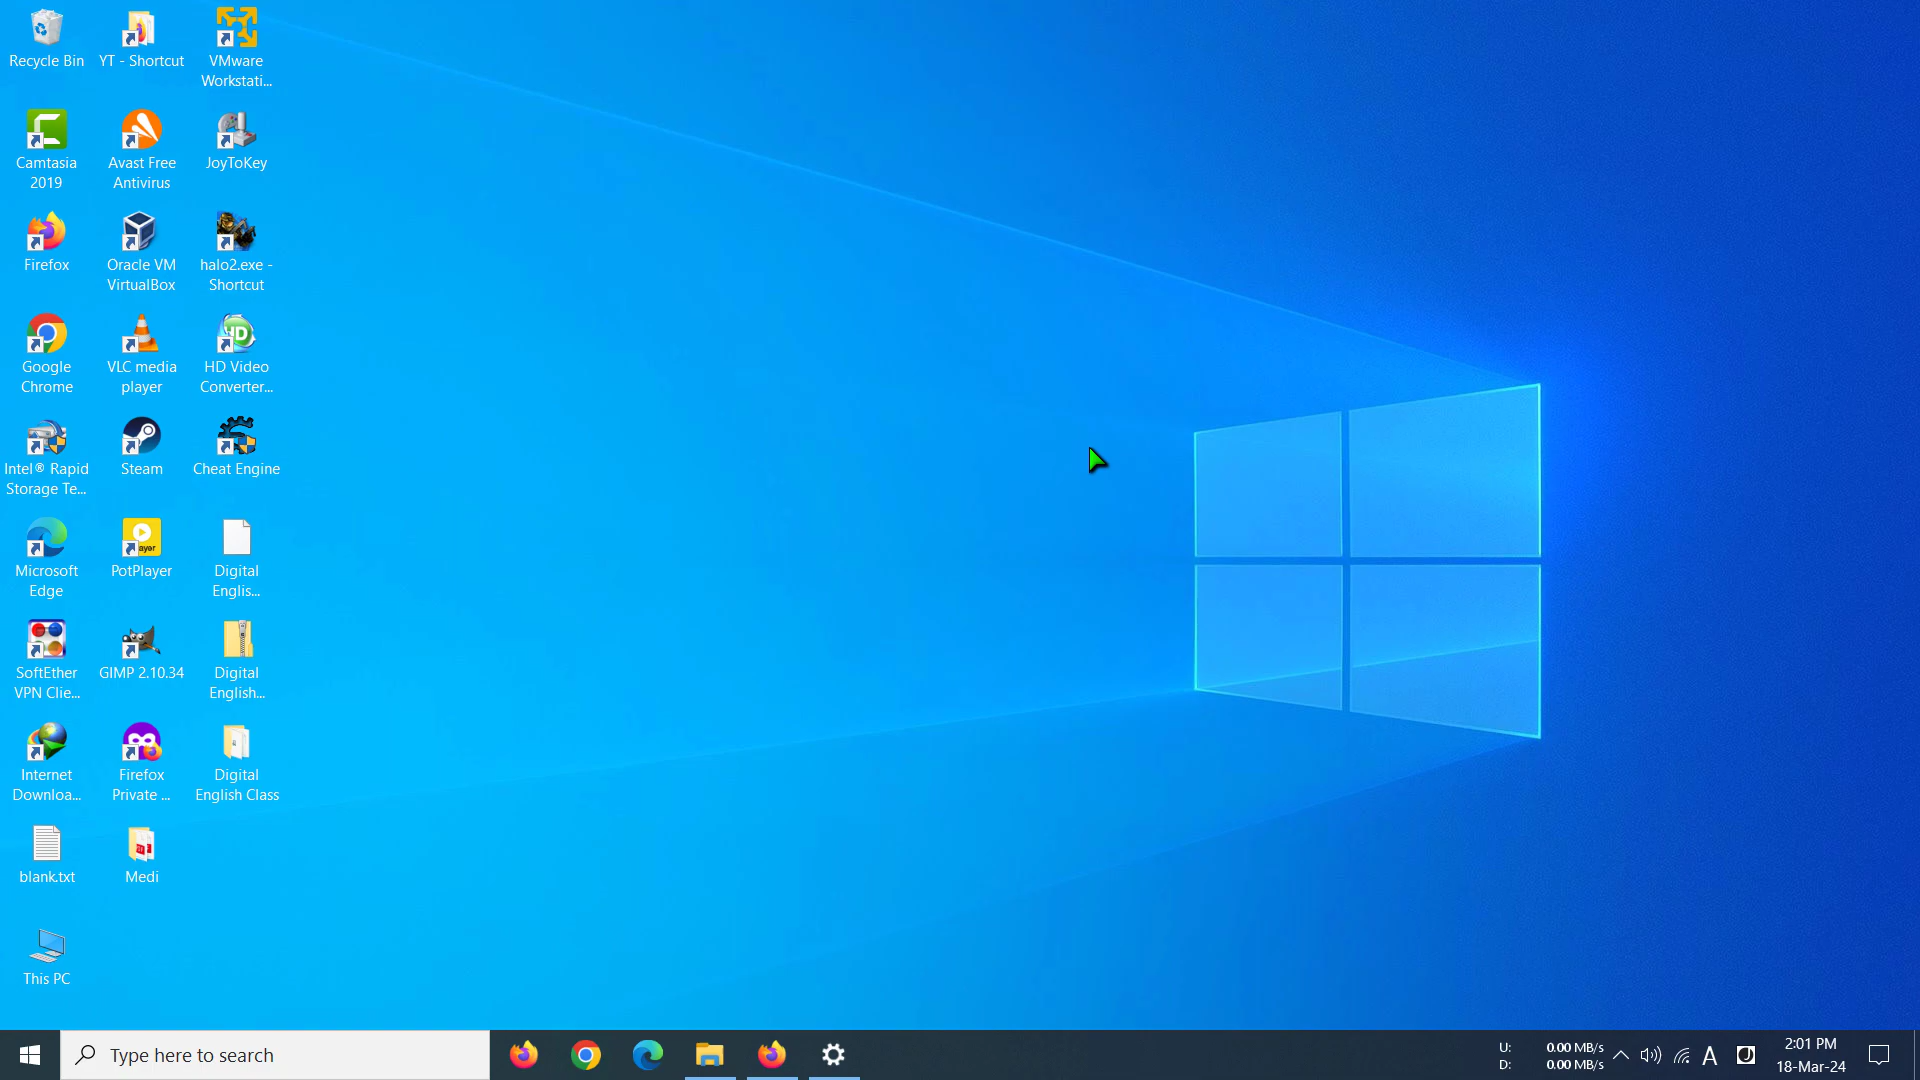 Recycle Bin
YT - Shortcut
VMware
Workstati...
Camtasia
2019
Avast Free
Antivirus
JoyToKey
Firefox
Oracle VM
VirtualBox
halo2.exe -
Shortcut
Google
Chrome
VLC media
player
HD
HD Video
Converter...
Intel® Rapid
Storage Te...
Steam
Cheat Engine
Microsoft
Edge
ayer
PotPlayer
Digital
Englis...
SoftEther
VPN Clie...
GIMP 2.10.34
Digital
English...
Internet
Downloa...
Firefox
Private ...
Digital
English Class
blank.txt
Medi
This PC
Type here to search
U: 0.00 MB/s
D: 0.00 MB/s
A
J
2:01 PM
18-Mar-24